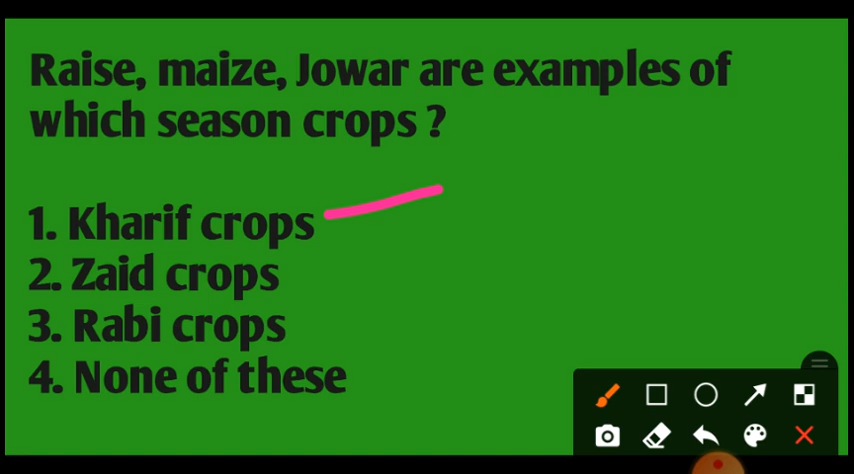 Raise, maize, Jowar are examples of
which season crops ?
1. Kharif crops
2. Zaid crops
3. Rabi crops
4. None of these